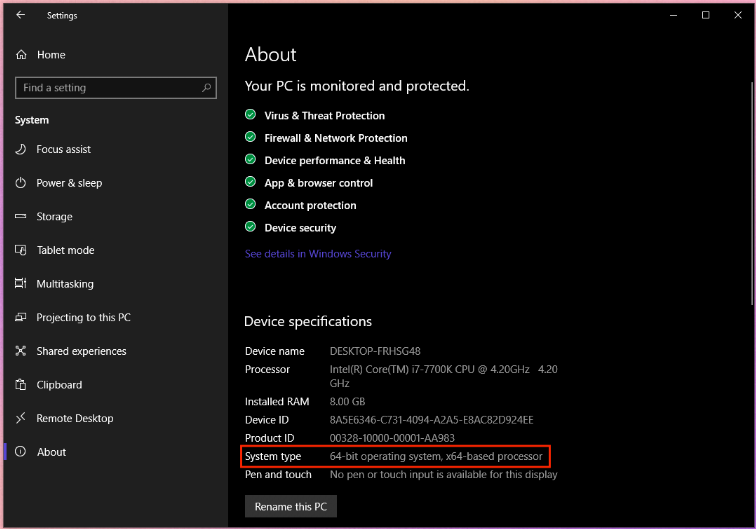 Settings
Home
Find a setting
System
Focus assist
Power & sleep
Storage
Tablet mode
Multitasking
Projecting to this PC
Shared experiences
Clipboard
Remote Desktop
About
About
Your PC is monitored and protected.
Virus & Threat Protection
Firewall & Network Protection
Device performance & Health
App & browser control
Account protection
Device security
See details in Windows Security
Device specifications
Device name DESKTOP-FRHSG48
Processor Intel(R) Core(TM) i7-7700K CPU @ 4.20GHz 4.20
GHz
Installed RAM 8.00 GB
Device ID 8A5E6346-C731-4094-A2A5-E8AC82D924EE
Product ID 00328-10000-00001-AA983
System type 64-bit operating system, x64-based processor
Pen and touch No pen or touch input is available for this display
Rename this PC